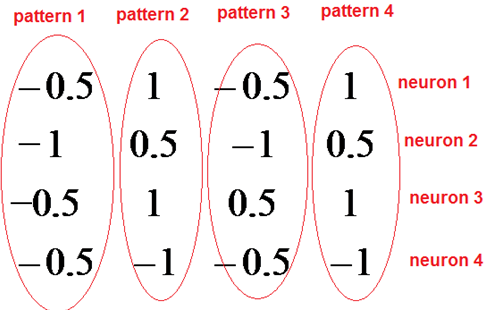 pattern 1 pattern 2 pattern 3 pattern 4
−0.5 1 −0.5 1 neuron 1
−1 0.5 −1 0.5 neuron 2
−0.5 1 0.5 1 neuron 3
−0.5 −1 −0.5 −1 neuron 4